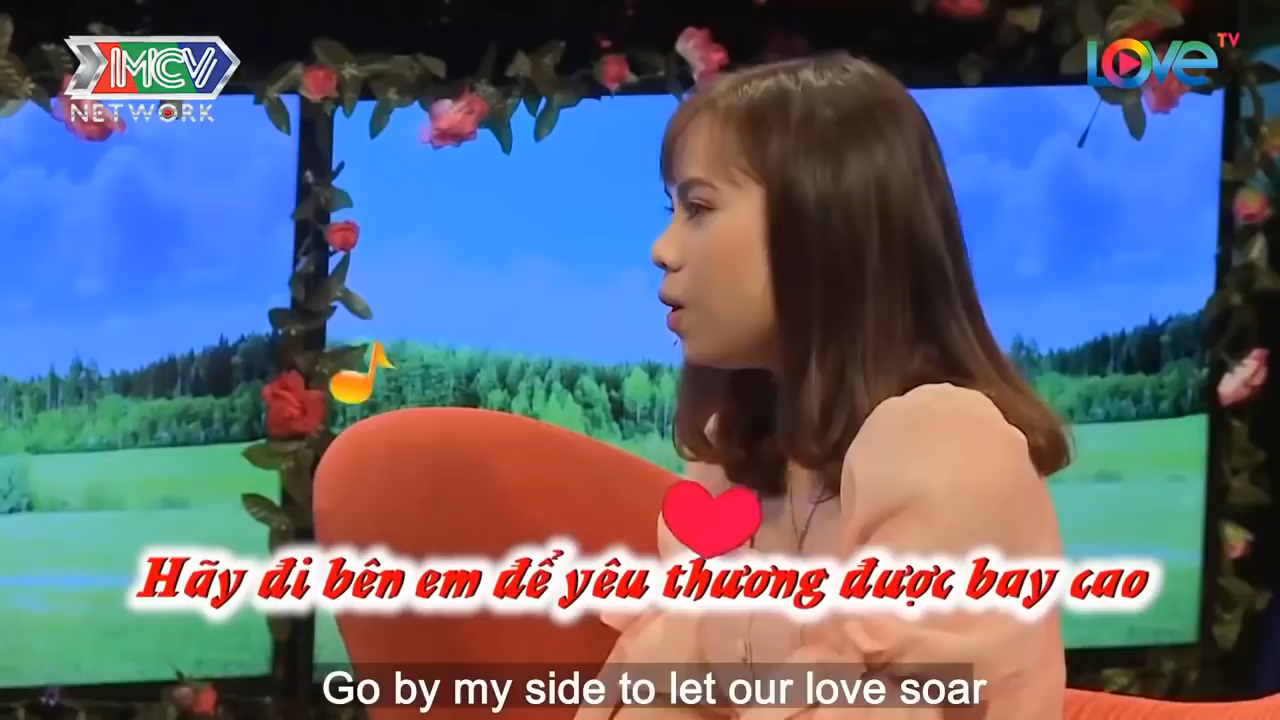 MCV
NETWORK
LOVE TV
Hãy đi bên em để yêu thương được bay cao
Go by my side to let our love soar